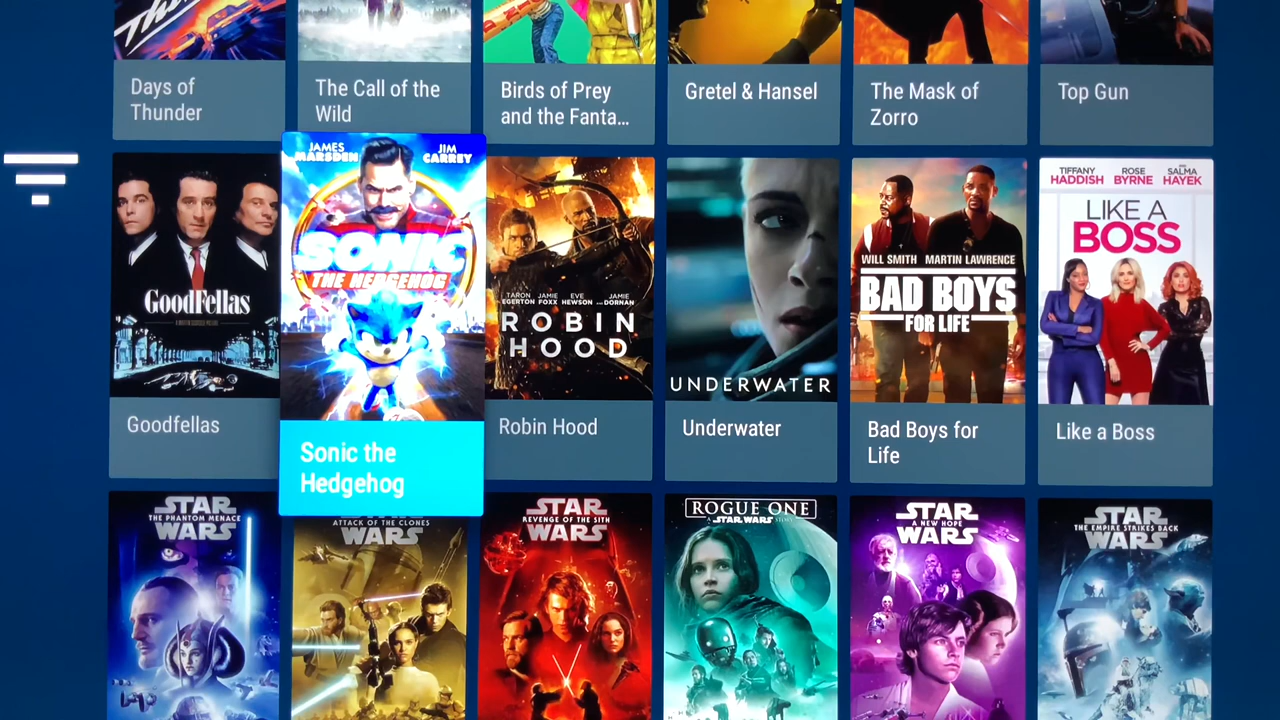 Days of
Thunder
The Call of the
Wild
Birds of Prey
and the Fanta…
Gretel & Hansel
The Mask of
Zorro
Top Gun
GOODFELLAS
Goodfellas
JAMES MARSDEN
JIM CARREY
SONIC
THE HEDGEHOG
Sonic the
Hedgehog
TARON EGERTON JAMIE FOXX EVE HEWSON AND JAMIE DORNAN
ROBIN
HOOD
Robin Hood
UNDERWATER
Underwater
WILL SMITH MARTIN LAWRENCE
BAD BOYS
FOR LIFE
Bad Boys for
Life
TIFFANY HADDISH
ROSE BYRNE
SALMA HAYEK
LIKE A
BOSS
Like a Boss
STAR
THE PHANTOM MENACE
WARS
STAR
ATTACK OF THE CLONES
WARS
STAR
REVENGE OF THE SITH
WARS
ROGUE ONE
A STAR WARS STORY
STAR
A NEW HOPE
WARS
STAR
THE EMPIRE STRIKES BACK
WARS